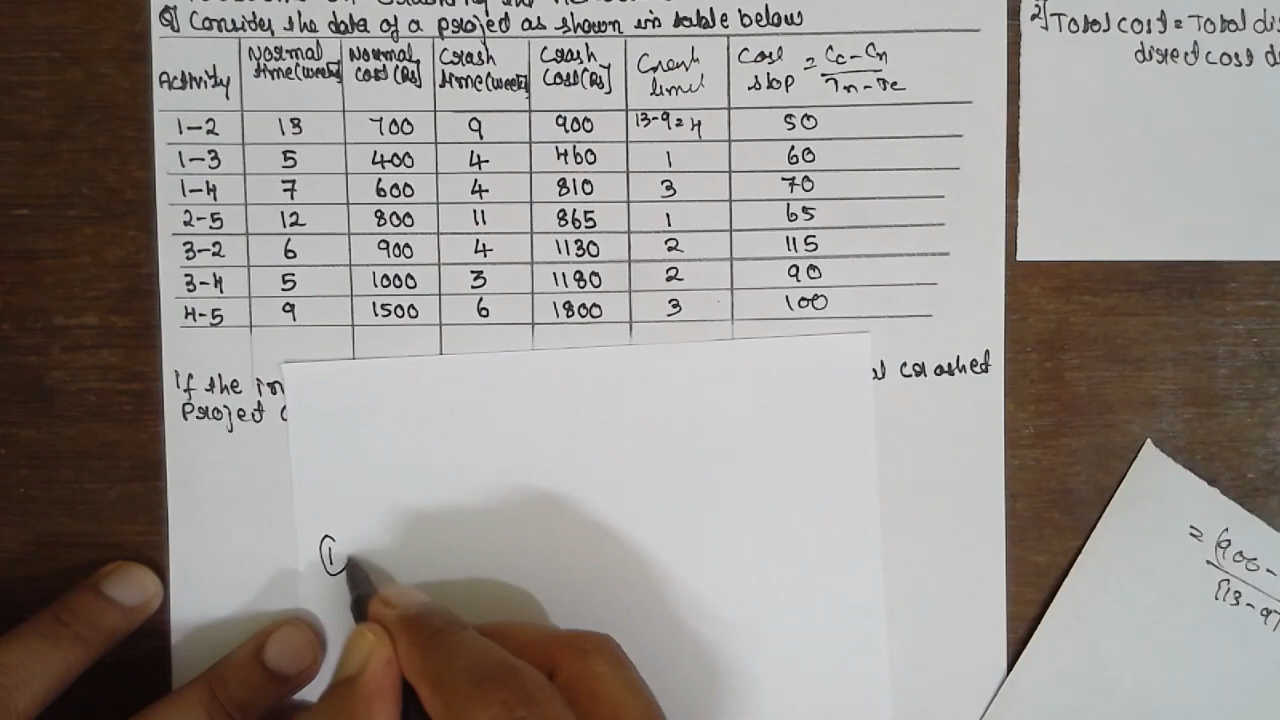 Q) Consider the data of a project as shown in table below
Activity | Normal time(week) | Normal cost(Rs) | Crash time(week) | Crash Cost(Rs) | Crash limit | Cost slop = Cc-Cn / Tn-Tc
1-2 | 13 | 700 | 9 | 900 | 13-9=4 | 50
1-3 | 5 | 400 | 4 | 460 | 1 | 60
1-4 | 7 | 600 | 4 | 810 | 3 | 70
2-5 | 12 | 800 | 11 | 865 | 1 | 65
3-2 | 6 | 900 | 4 | 1130 | 2 | 115
3-4 | 5 | 1000 | 3 | 1180 | 2 | 90
4-5 | 9 | 1500 | 6 | 1800 | 3 | 100
If the
crashed
Project
1
2) Total cost = Total
cost
= (900-
(13-9)